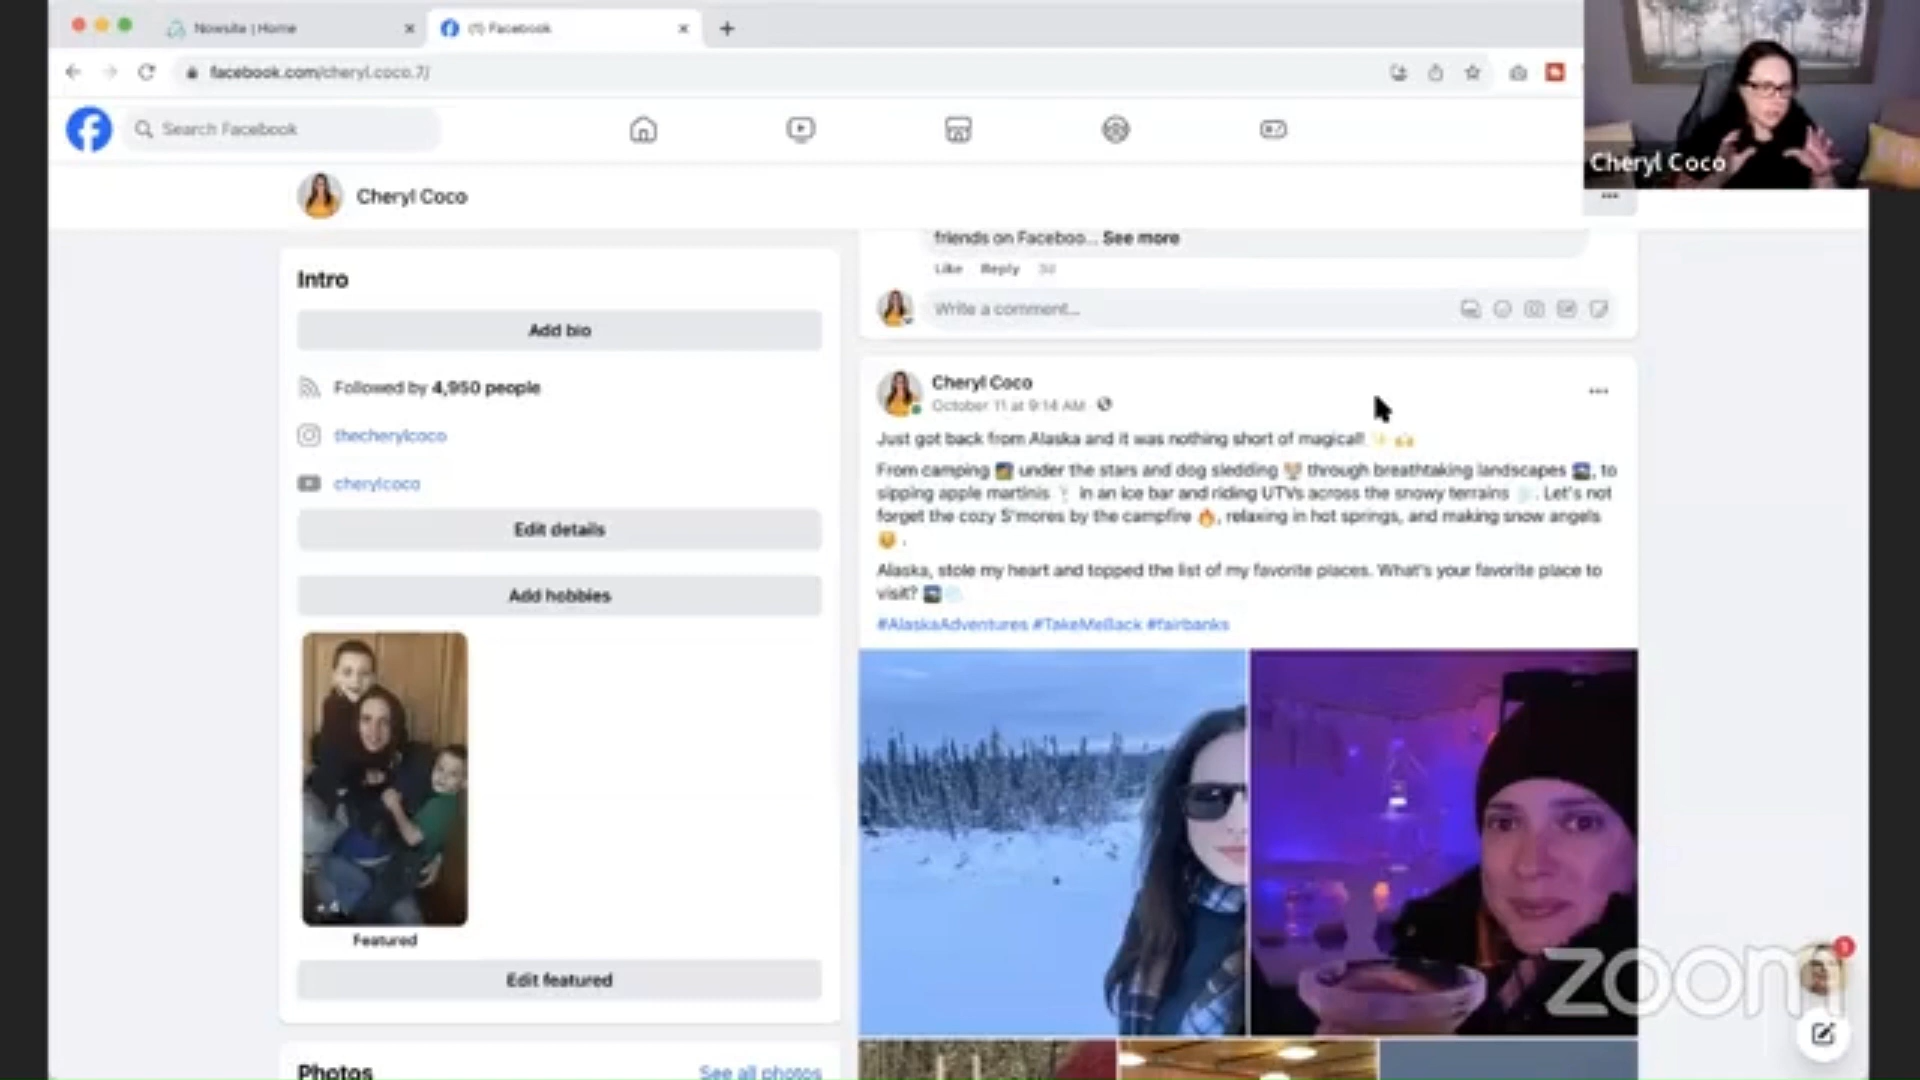 Nowsite | Home
(1) Facebook
facebook.com/cheryl.coco.7/
Search Facebook
Cheryl Coco
Cheryl Coco
Intro
Add bio
Followed by 4,950 people
thecherylcoco
cherylcoco
Edit details
Add hobbies
+4
Featured
Edit featured
Photos
See all photos
friends on Faceboo... See more
Like Reply 3d
Write a comment...
Cheryl Coco
October 11 at 9:14 AM
Just got back from Alaska and it was nothing short of magical!
From camping under the stars and dog sledding through breathtaking landscapes , to
sipping apple martinis in an ice bar and riding UTVs across the snowy terrains . Let's not
forget the cozy S'mores by the campfire , relaxing in hot springs, and making snow angels
.
Alaska, stole my heart and topped the list of my favorite places. What's your favorite place to
visit?
#AlaskaAdventures #TakeMeBack #fairbanks
zoom